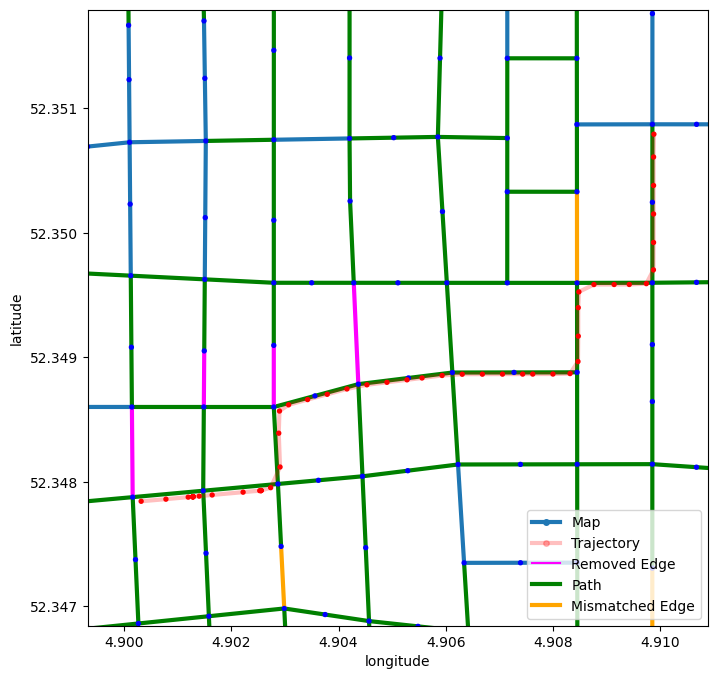 52.351
52.350
52.349
52.348
52.347
latitude
4.900 4.902 4.904 4.906 4.908 4.910
longitude
Map
Trajectory
Removed Edge
Path
Mismatched Edge